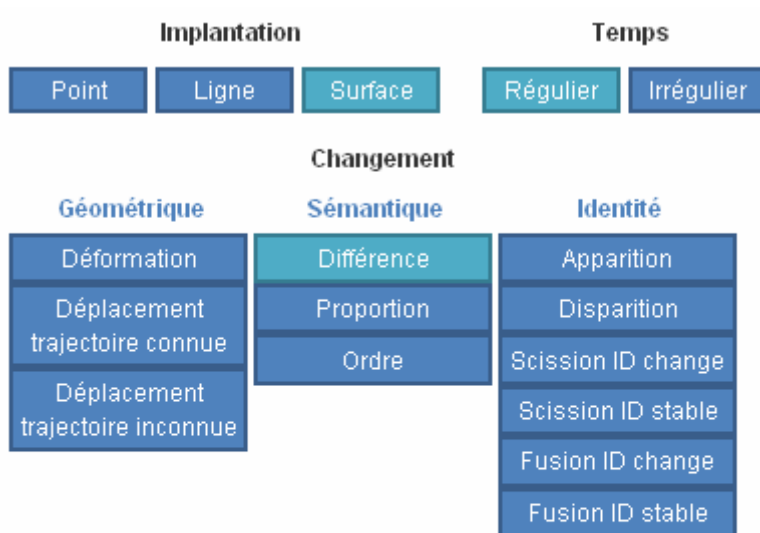 Implantation
Temps
Point
Ligne
Surface
Régulier
Irrégulier
Changement
Géométrique
Sémantique
Identité
Déformation
Différence
Apparition
Déplacement
trajectoire connue
Proportion
Disparition
Ordre
Scission ID change
Déplacement
trajectoire inconnue
Scission ID stable
Fusion ID change
Fusion ID stable